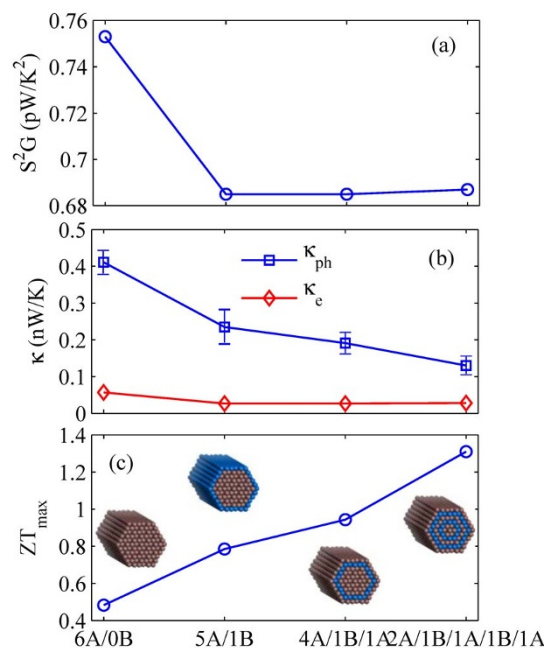 0.76
0.74
0.72
0.7
0.68
S²G (pW/K²)
(a)
0.5
0.4
0.3
0.2
0.1
0
κ (nW/K)
κph
κe
(b)
1.4
1.2
1
0.8
0.6
0.4
ZTmax
(c)
6A/0B 5A/1B 4A/1B/1A 2A/1B/1A/1B/1A